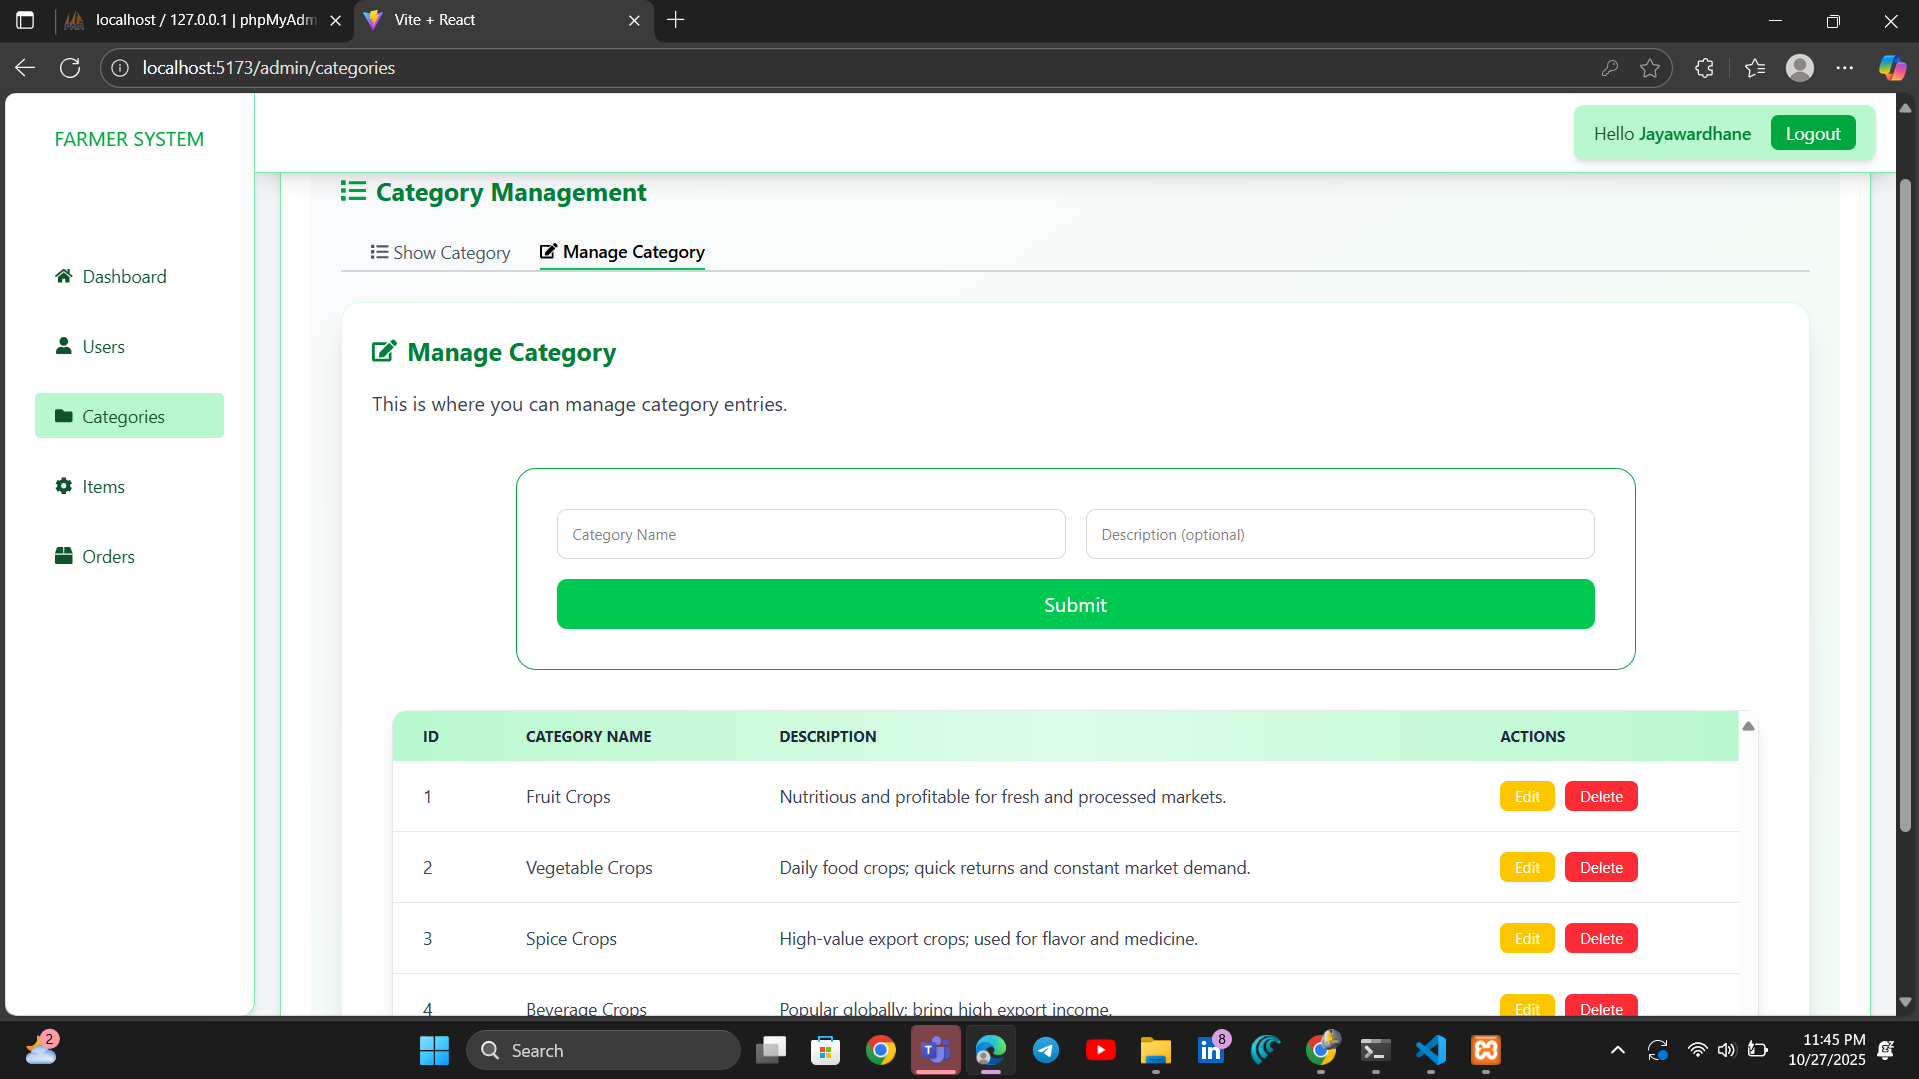 localhost / 127.0.0.1 | phpMyAdm
Vite + React
localhost:5173/admin/categories
FARMER SYSTEM
Hello Jayawardhane
Logout
Category Management
Show Category
Manage Category
Dashboard
Users
Categories
Items
Orders
Manage Category
This is where you can manage category entries.
Category Name
Description (optional)
Submit
ID CATEGORY NAME DESCRIPTION ACTIONS
1 Fruit Crops Nutritious and profitable for fresh and processed markets. Edit Delete
2 Vegetable Crops Daily food crops; quick returns and constant market demand. Edit Delete
3 Spice Crops High-value export crops; used for flavor and medicine. Edit Delete
4 Beverage Crops Popular globally; bring high export income. Edit Delete
2
Search
8
11:45 PM
10/27/2025